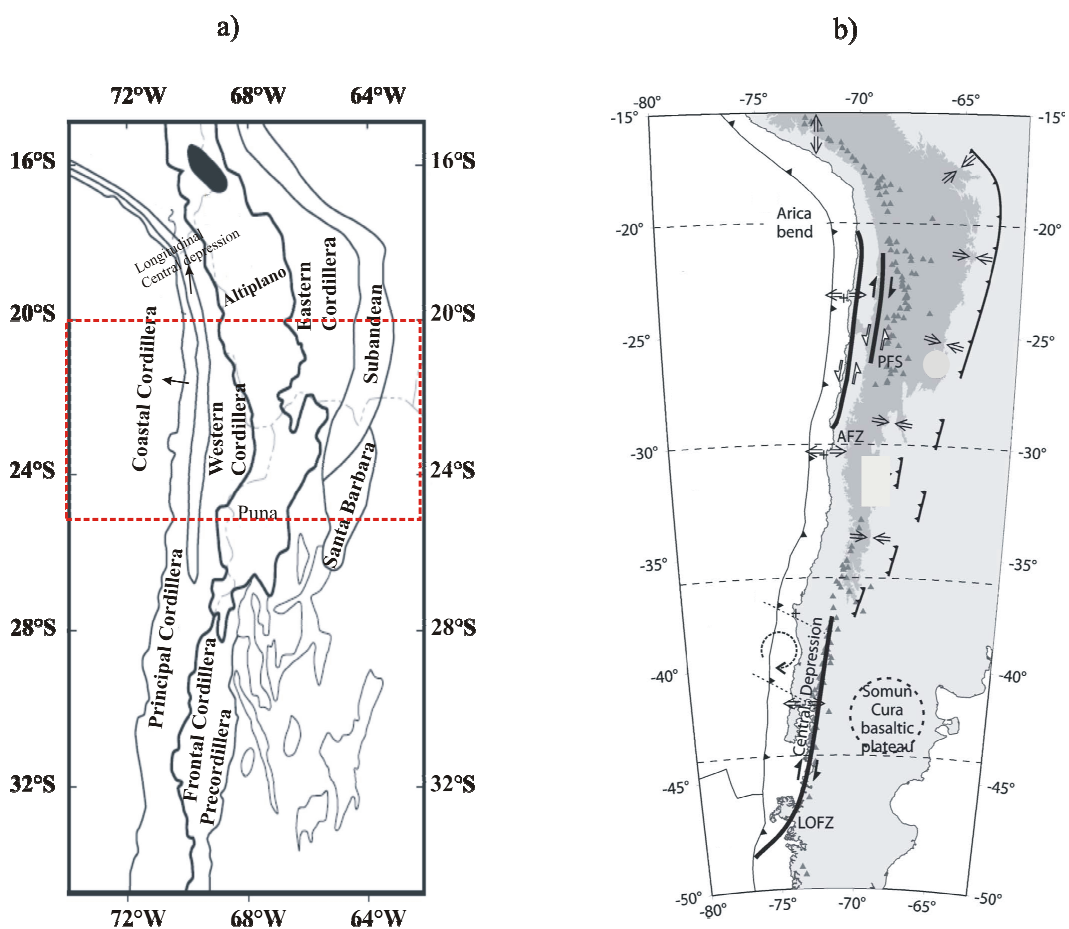 a)
72°W 68°W 64°W
16°S 16°S
Longitudinal
Central depression
Altiplano
Eastern
Cordillera
20°S 20°S
Coastal Cordillera
Subandean
Western
Cordillera
24°S 24°S
Puna
Santa Barbara
Principal Cordillera
28°S 28°S
Frontal Cordillera
Precordillera
32°S 32°S
72°W 68°W 64°W
b)
-80° -75° -70° -65°
-15° -15°
Arica
bend
-20° -20°
-25° -25°
PFS
AFZ
-30° -30°
-35° -35°
Central Depression
-40° -40°
Somun
Cura
basaltic
plateau
-45° -45°
LOFZ
-50° -50°
-80° -75° -70° -65°